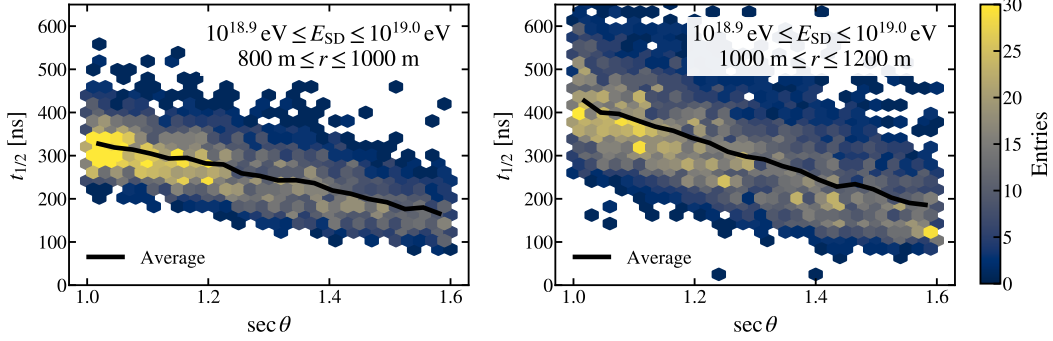 10^18.9 eV ≤ E_SD ≤ 10^19.0 eV
800 m ≤ r ≤ 1000 m
600
500
400
300
200
100
0
t_1/2 [ns]
Average
1.0 1.2 1.4 1.6
sec θ
10^18.9 eV ≤ E_SD ≤ 10^19.0 eV
1000 m ≤ r ≤ 1200 m
600
500
400
300
200
100
0
t_1/2 [ns]
Average
1.0 1.2 1.4 1.6
sec θ
30
25
20
15
10
5
0
Entries